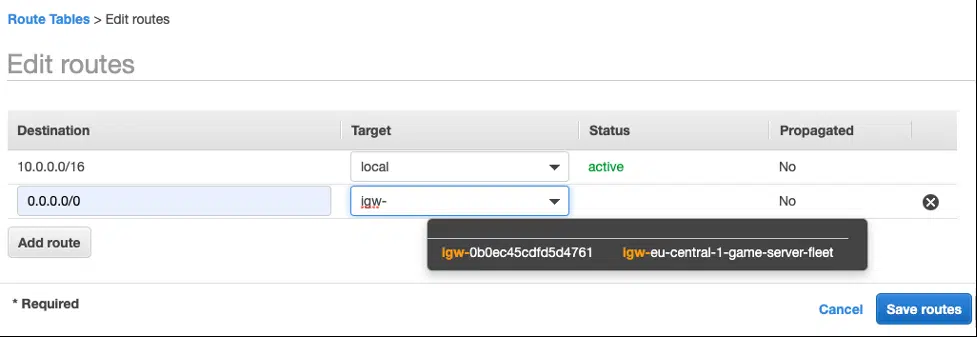 Route Tables > Edit routes
Edit routes
Destination Target Status Propagated
10.0.0.0/16 local active No
0.0.0.0/0 igw- No
igw-0b0ec45cdfd5d4761 igw-eu-central-1-game-server-fleet
Add route
* Required
Cancel Save routes